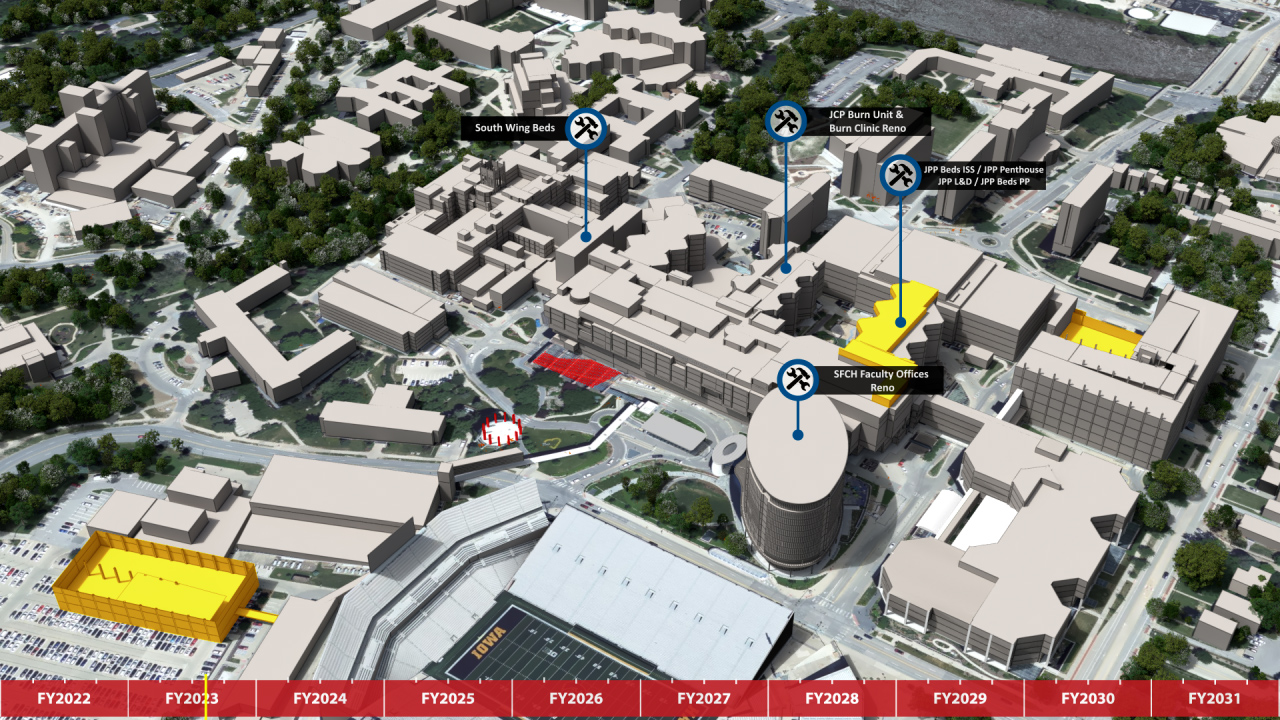 South Wing Beds
JCP Burn Unit &
Burn Clinic Reno
JPP Beds ISS / JPP Penthouse
JPP L&D / JPP Beds PP
SFCH Faculty Offices
Reno
IOWA
FY2022 FY2023 FY2024 FY2025 FY2026 FY2027 FY2028 FY2029 FY2030 FY2031